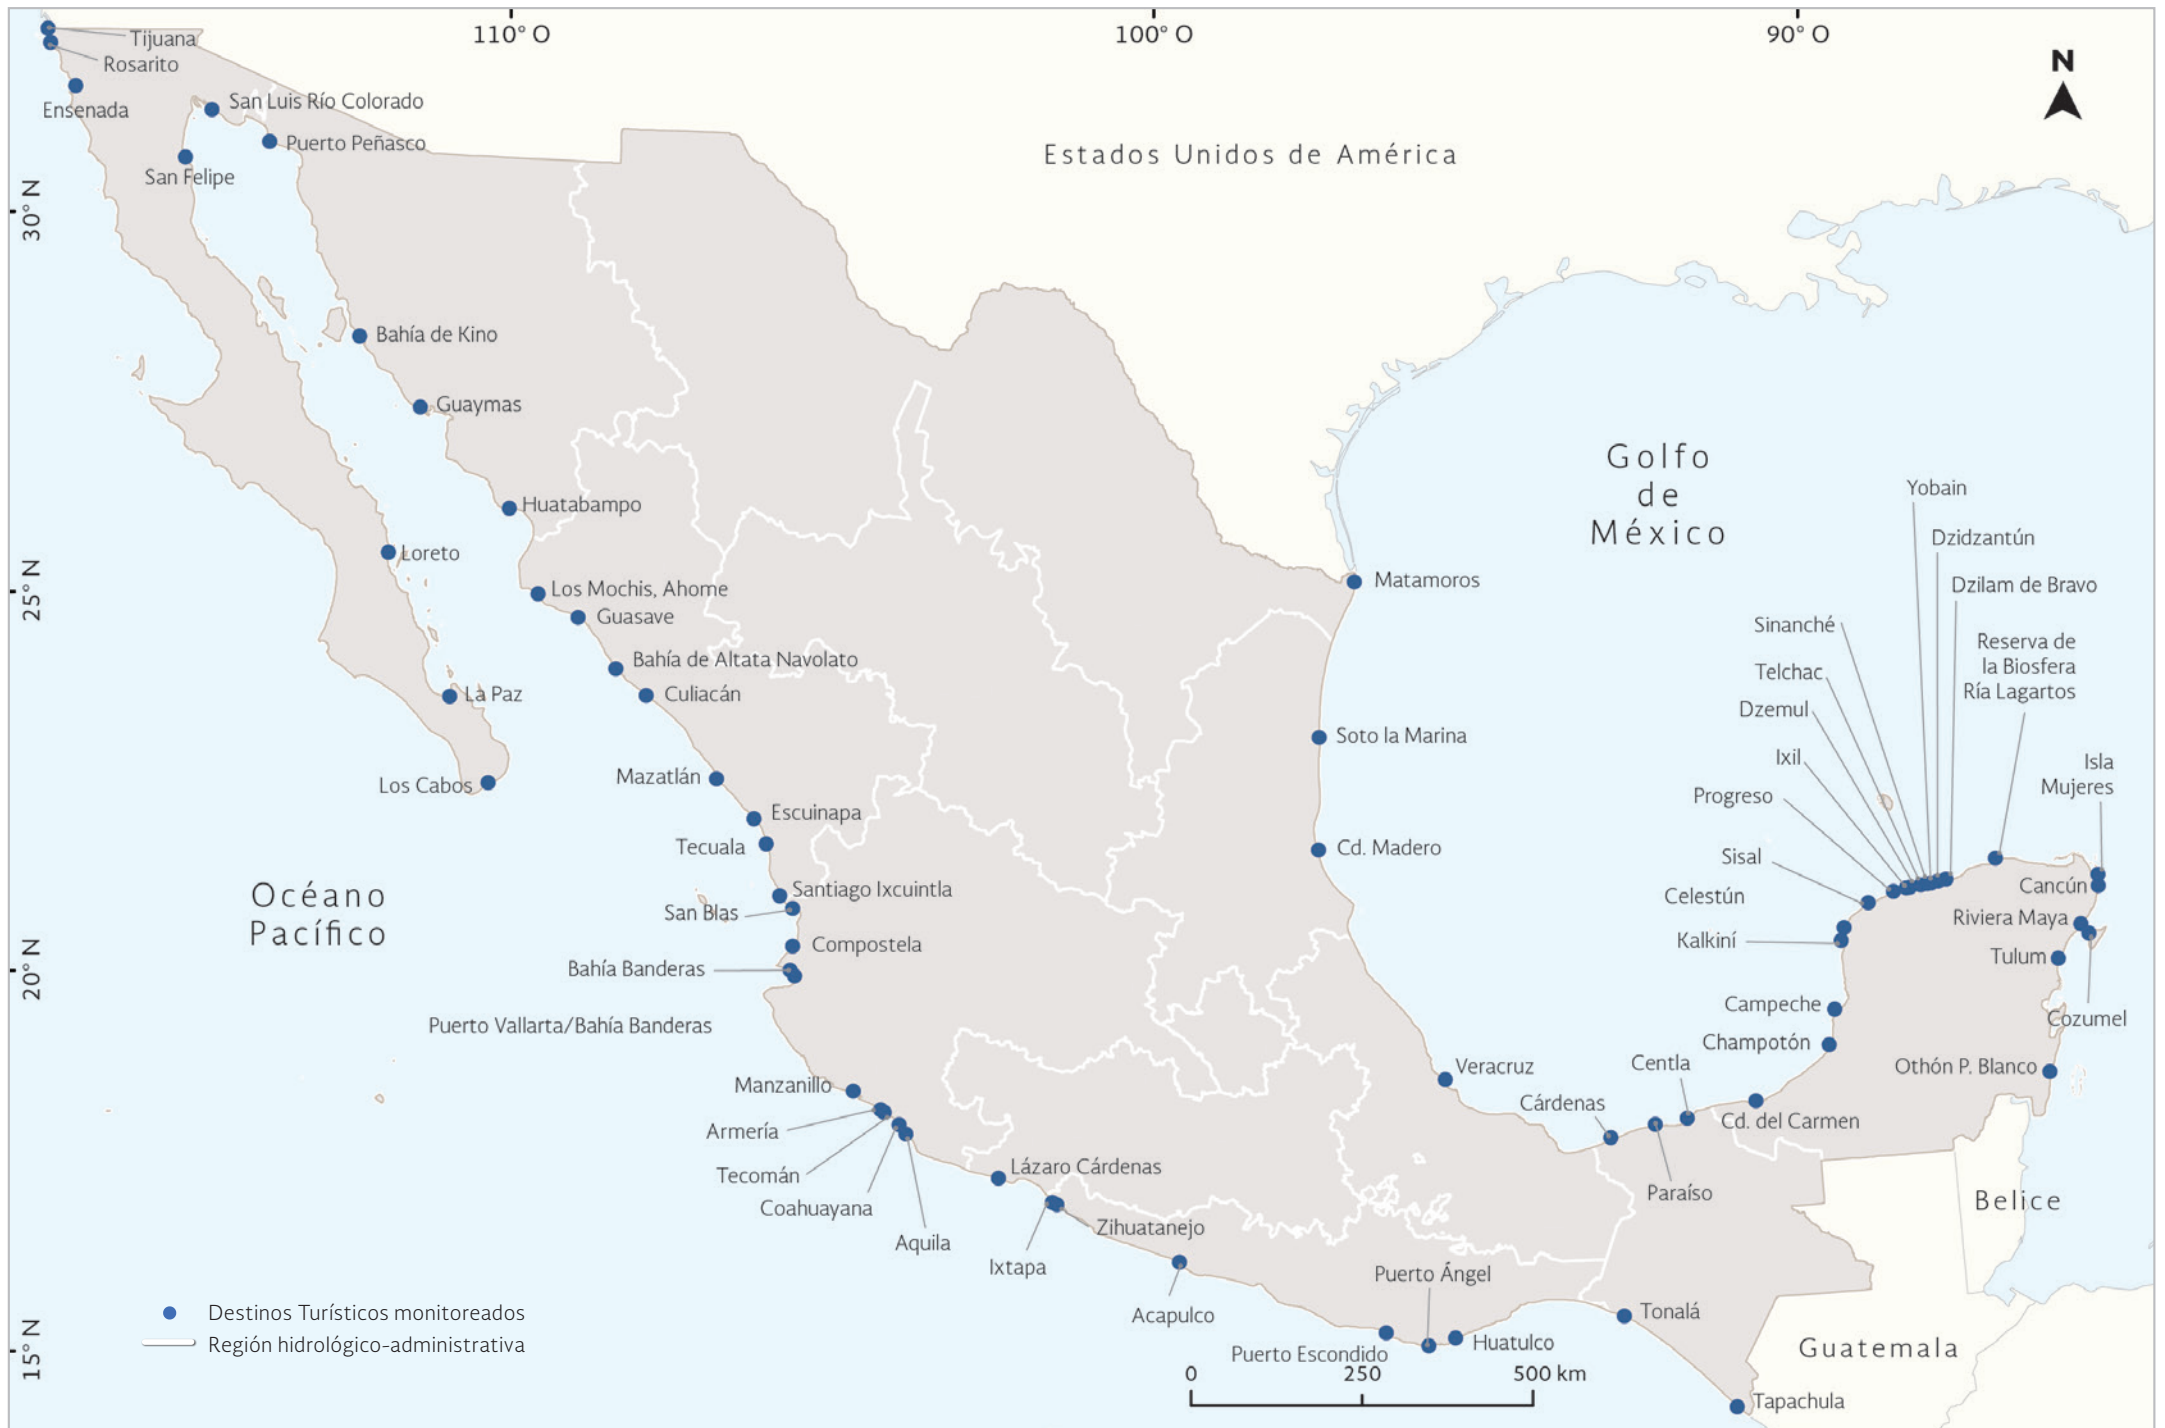 110° O
100° O
90° O
N
Tijuana
Rosarito
Ensenada
San Luis Río Colorado
Puerto Peñasco
San Felipe
Estados Unidos de América
30° N
Bahía de Kino
Guaymas
Huatabampo
Loreto
25° N
Los Mochis, Ahome
Guasave
Bahía de Altata Navolato
Culiacán
La Paz
Los Cabos
Mazatlán
Escuinapa
Tecuala
Santiago Ixcuintla
San Blas
Compostela
Bahía Banderas
Puerto Vallarta/Bahía Banderas
Océano
Pacífico
20° N
Manzanillo
Armería
Tecomán
Coahuayana
Aquila
Lázaro Cárdenas
Ixtapa
Zihuatanejo
Acapulco
Puerto Escondido
Puerto Ángel
Huatulco
Tonalá
Tapachula
Golfo
de
México
Matamoros
Soto la Marina
Cd. Madero
Veracruz
Cárdenas
Centla
Paraíso
Cd. del Carmen
Champotón
Campeche
Kalkiní
Celestún
Sisal
Progreso
Ixil
Dzemul
Telchac
Sinanché
Yobain
Dzidzantún
Dzilam de Bravo
Reserva de
la Biosfera
Ría Lagartos
Isla
Mujeres
Cancún
Riviera Maya
Tulum
Cozumel
Othón P. Blanco
Belice
Guatemala
15° N
Destinos Turísticos monitoreados
Región hidrológico-administrativa
0 250 500 km